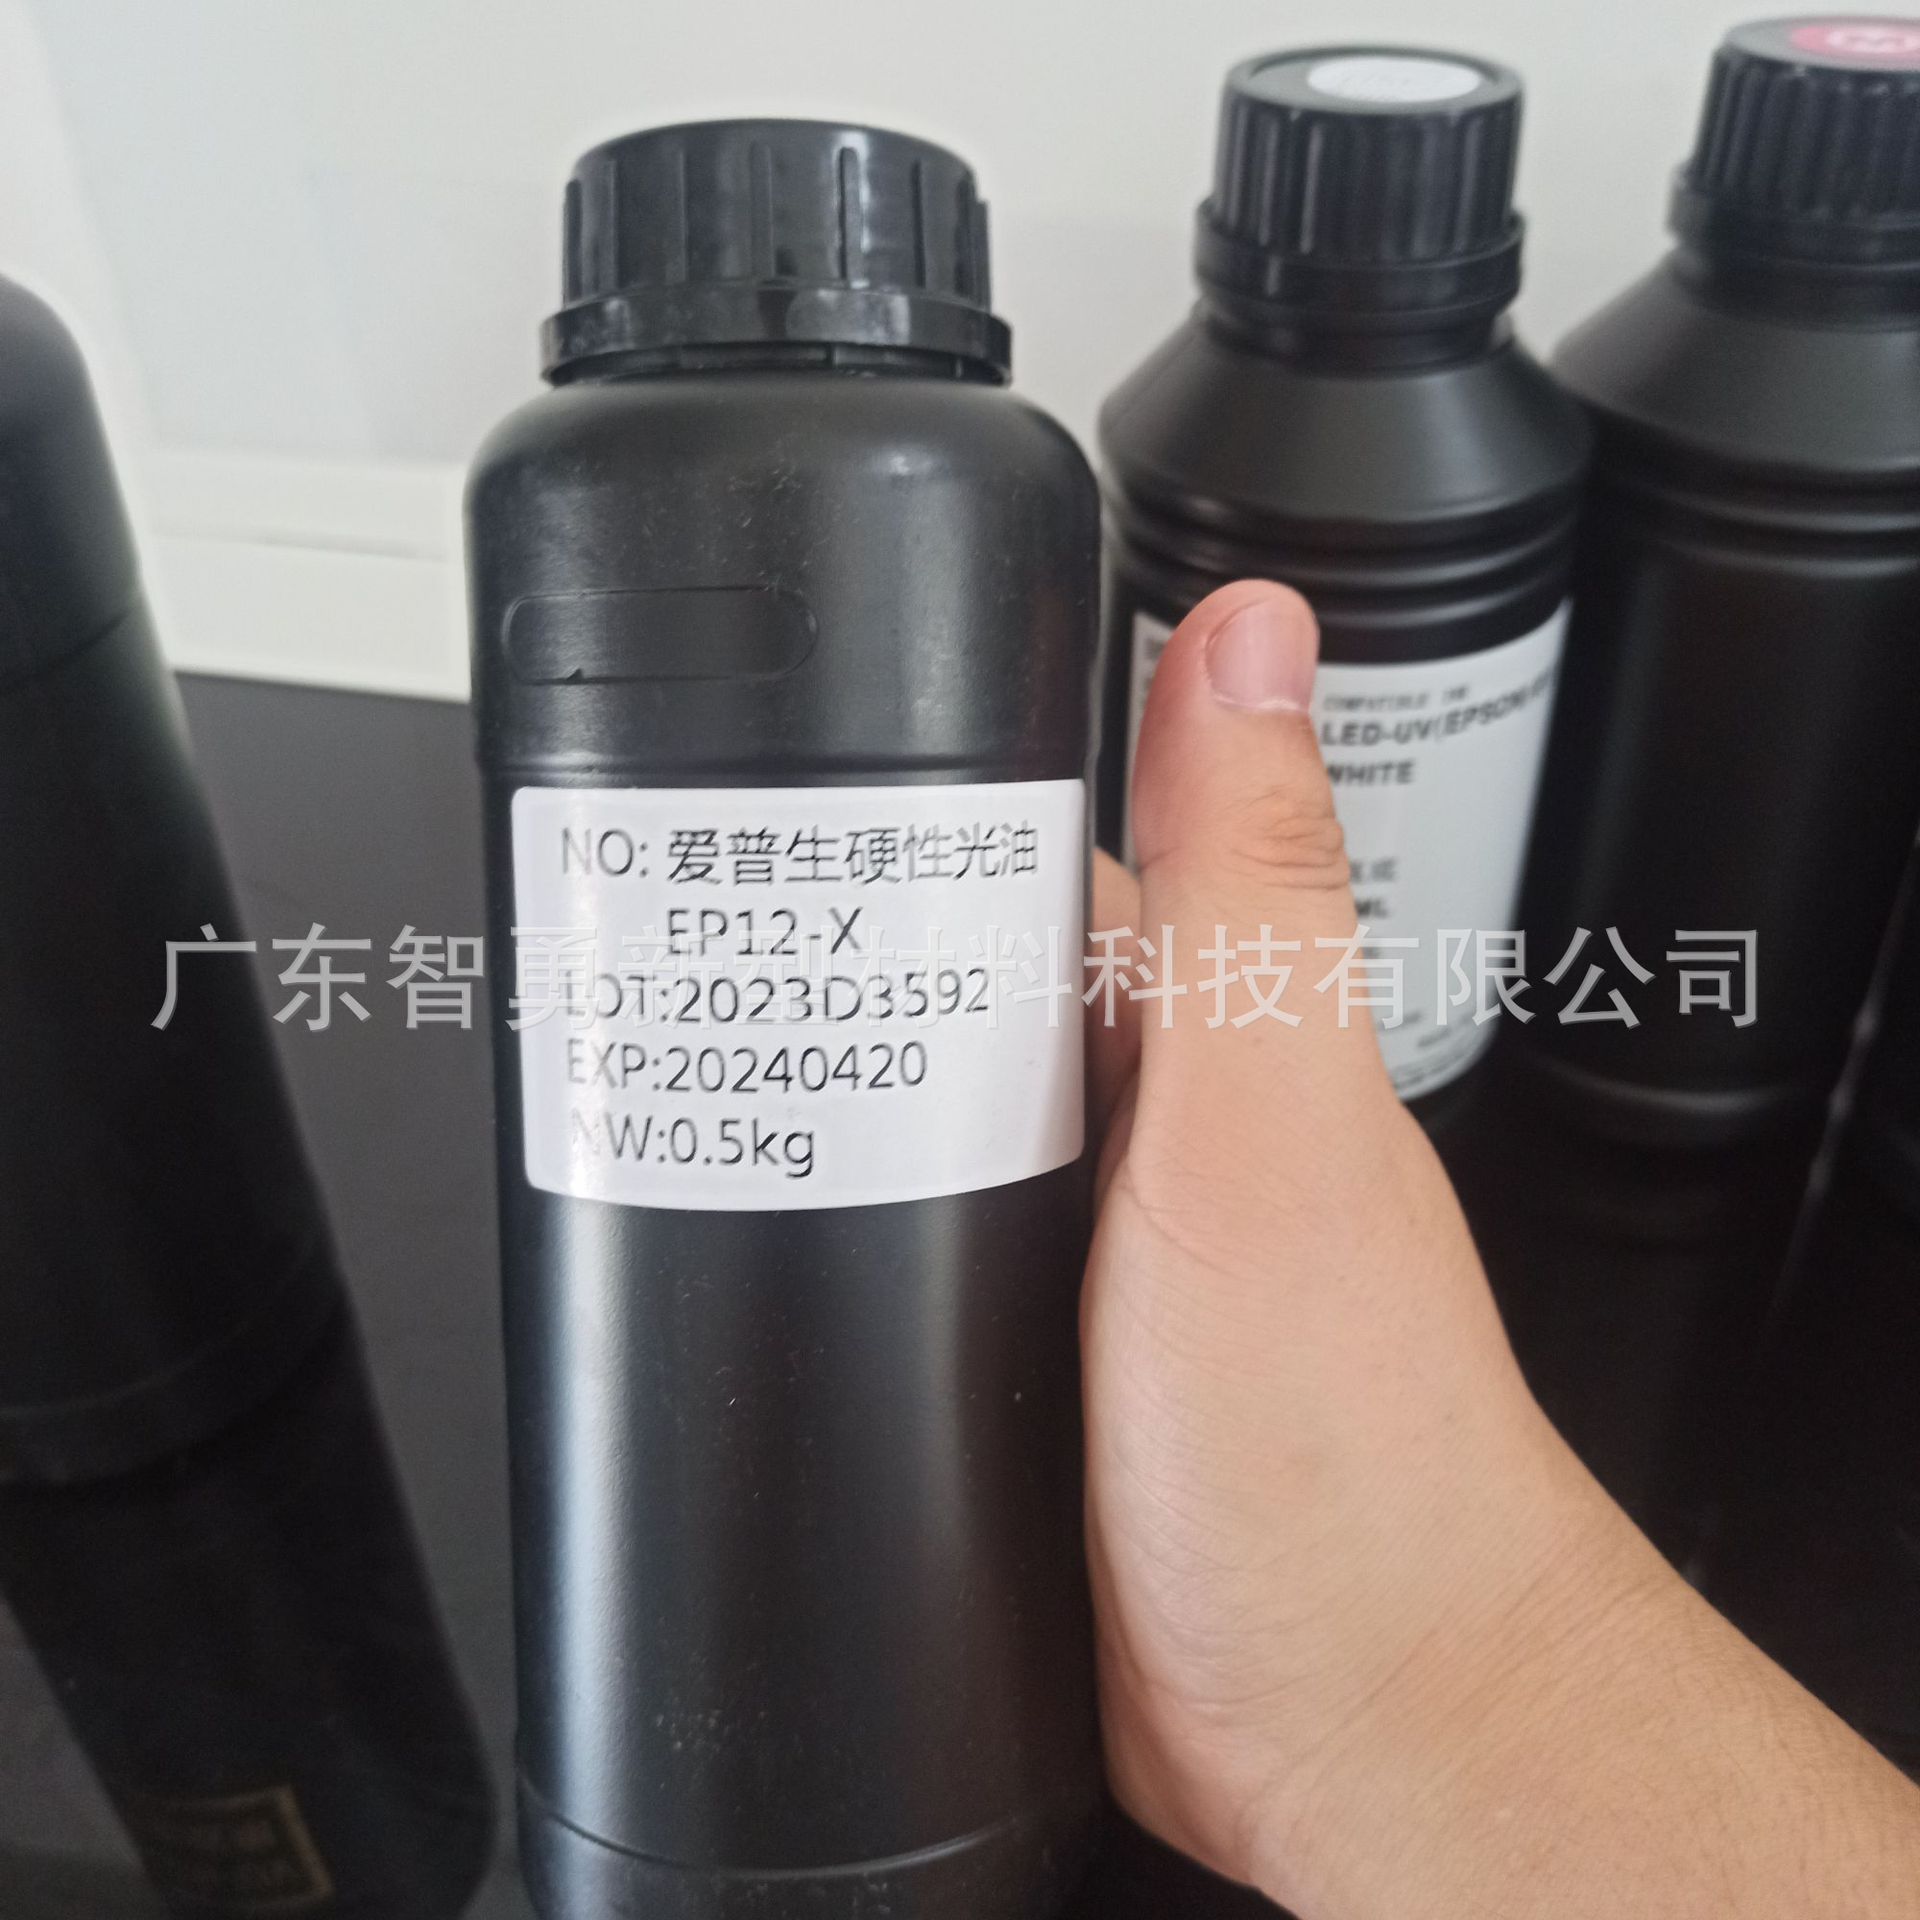 NO: 爱普生硬性光油
EP12-X
LOT:2023D3592
EXP:20240420
NW:0.5kg
广东智勇新型材料科技有限公司
LED-UV(EPSON
WHITE
ML